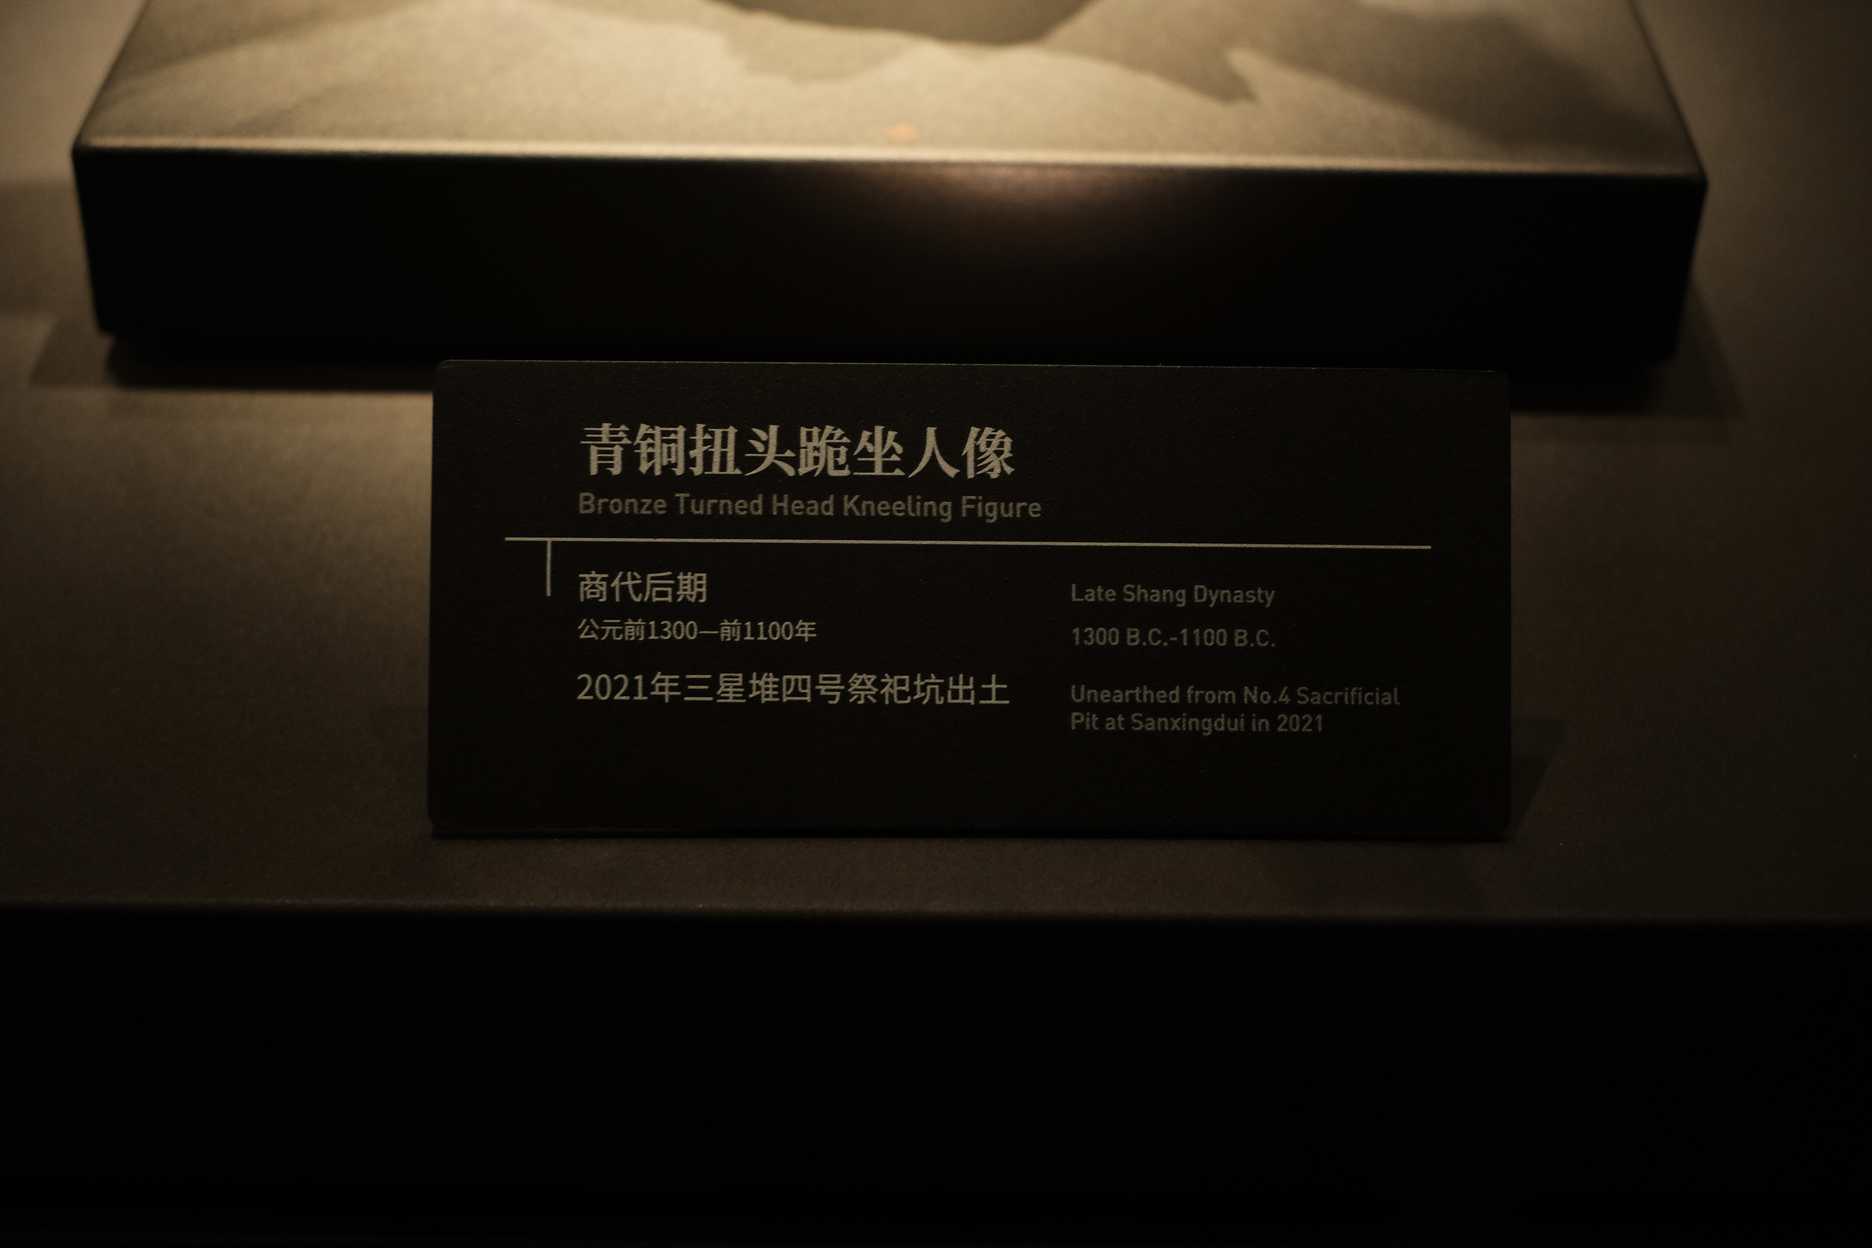 青铜扭头跪坐人像
Bronze Turned Head Kneeling Figure
商代后期
公元前1300—前1100年
2021年三星堆四号祭祀坑出土
Late Shang Dynasty
1300 B.C.-1100 B.C.
Unearthed from No.4 Sacrificial
Pit at Sanxingdui in 2021